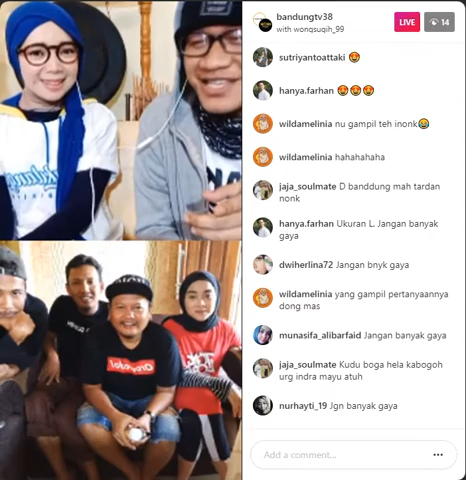 bandungtv38
with wongsuqih_99
LIVE
14
sutriyantoattaki 😍
hanya.farhan 😍😍😍
wildamelinia nu gampil teh inonk😂
wildamelinia hahahahaha
jaja_soulmate D banddung mah tardan
nonk
hanya.farhan Ukuran L. Jangan banyak
gaya
dwiherlina72 Jangan bnyk gaya
wildamelinia yang gampil pertanyaannya
dong mas
munasifa_alibarfaid Jangan banyak gaya
jaja_soulmate Kudu boga hela kabogoh
urg indra mayu atuh
nurhayti_19 Jgn banyak gaya
Add a comment...